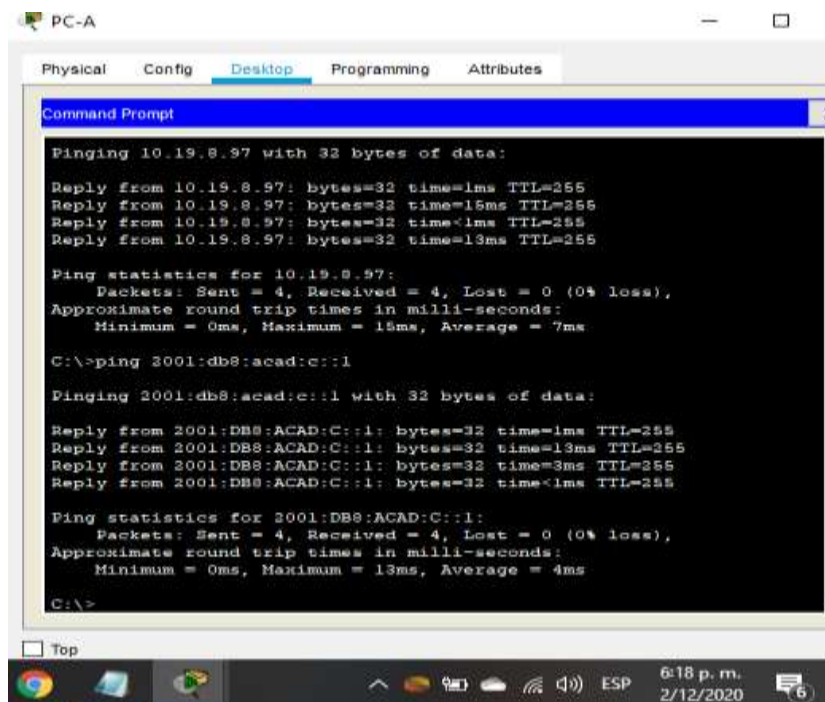 PC-A
Physical Config Desktop Programming Attributes
Command Prompt
Pinging 10.19.8.97 with 32 bytes of data:
Reply from 10.19.8.97: bytes=32 time=1ms TTL=255
Reply from 10.19.8.97: bytes=32 time=15ms TTL=255
Reply from 10.19.8.97: bytes=32 time<1ms TTL=255
Reply from 10.19.8.97: bytes=32 time=13ms TTL=255
Ping statistics for 10.19.8.97:
Packets: Sent = 4, Received = 4, Lost = 0 (0% loss),
Approximate round trip times in milli-seconds:
Minimum = 0ms, Maximum = 15ms, Average = 7ms
C:\>ping 2001:db8:acad:c::1
Pinging 2001:db8:acad:c::1 with 32 bytes of data:
Reply from 2001:DB8:ACAD:C::1: bytes=32 time=1ms TTL=255
Reply from 2001:DB8:ACAD:C::1: bytes=32 time=13ms TTL=255
Reply from 2001:DB8:ACAD:C::1: bytes=32 time=3ms TTL=255
Reply from 2001:DB8:ACAD:C::1: bytes=32 time<1ms TTL=255
Ping statistics for 2001:DB8:ACAD:C::1:
Packets: Sent = 4, Received = 4, Lost = 0 (0% loss),
Approximate round trip times in milli-seconds:
Minimum = 0ms, Maximum = 13ms, Average = 4ms
C:\>
Top
ESP
6:18 p. m.
2/12/2020
6